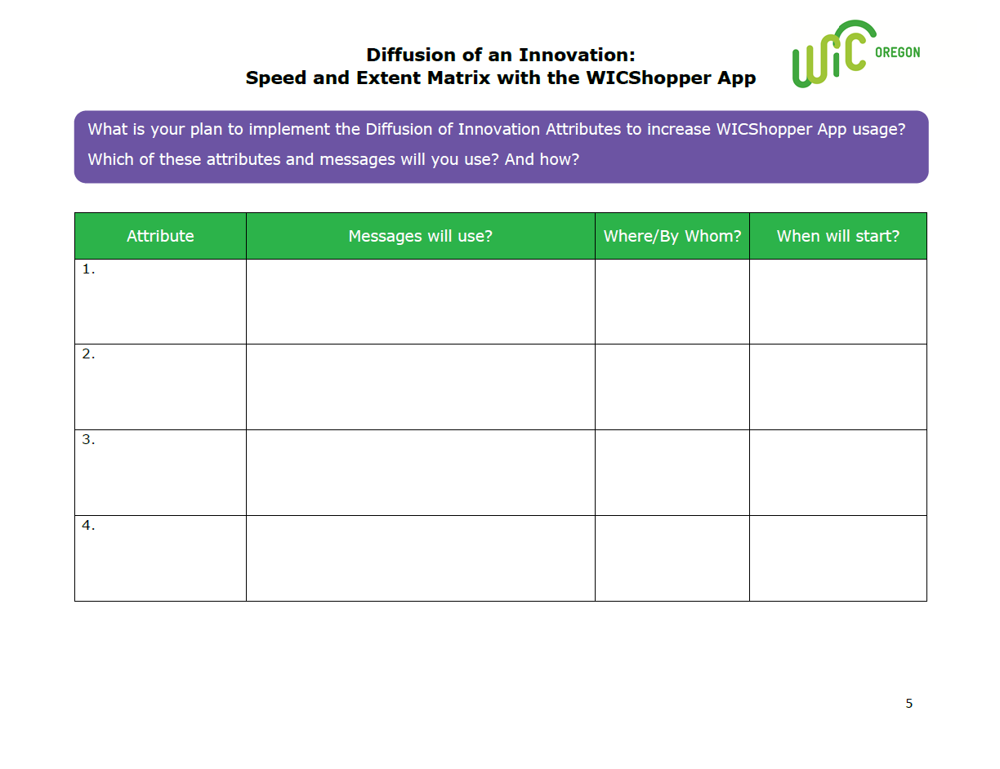 Diffusion of an Innovation:
Speed and Extent Matrix with the WICShopper App
WIC OREGON
What is your plan to implement the Diffusion of Innovation Attributes to increase WICShopper App usage?
Which of these attributes and messages will you use? And how?
Attribute Messages will use? Where/By Whom? When will start?
1.
2.
3.
4.
5